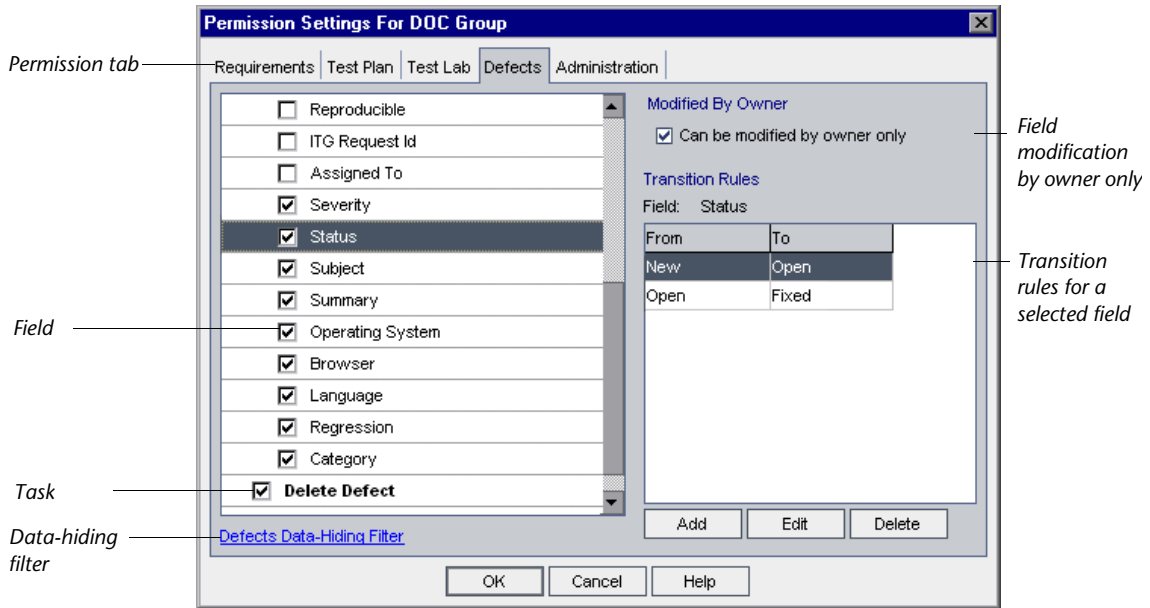 Permission Settings For DOC Group
Permission tab
Requirements Test Plan Test Lab Defects Administration
Reproducible
ITG Request Id
Assigned To
Severity
Status
Subject
Summary
Field
Operating System
Browser
Language
Regression
Category
Task
Delete Defect
Data-hiding
filter
Defects Data-Hiding Filter
Modified By Owner
Can be modified by owner only
Field
modification
by owner only
Transition Rules
Field: Status
From To
New Open
Open Fixed
Transition
rules for a
selected field
Add Edit Delete
OK Cancel Help